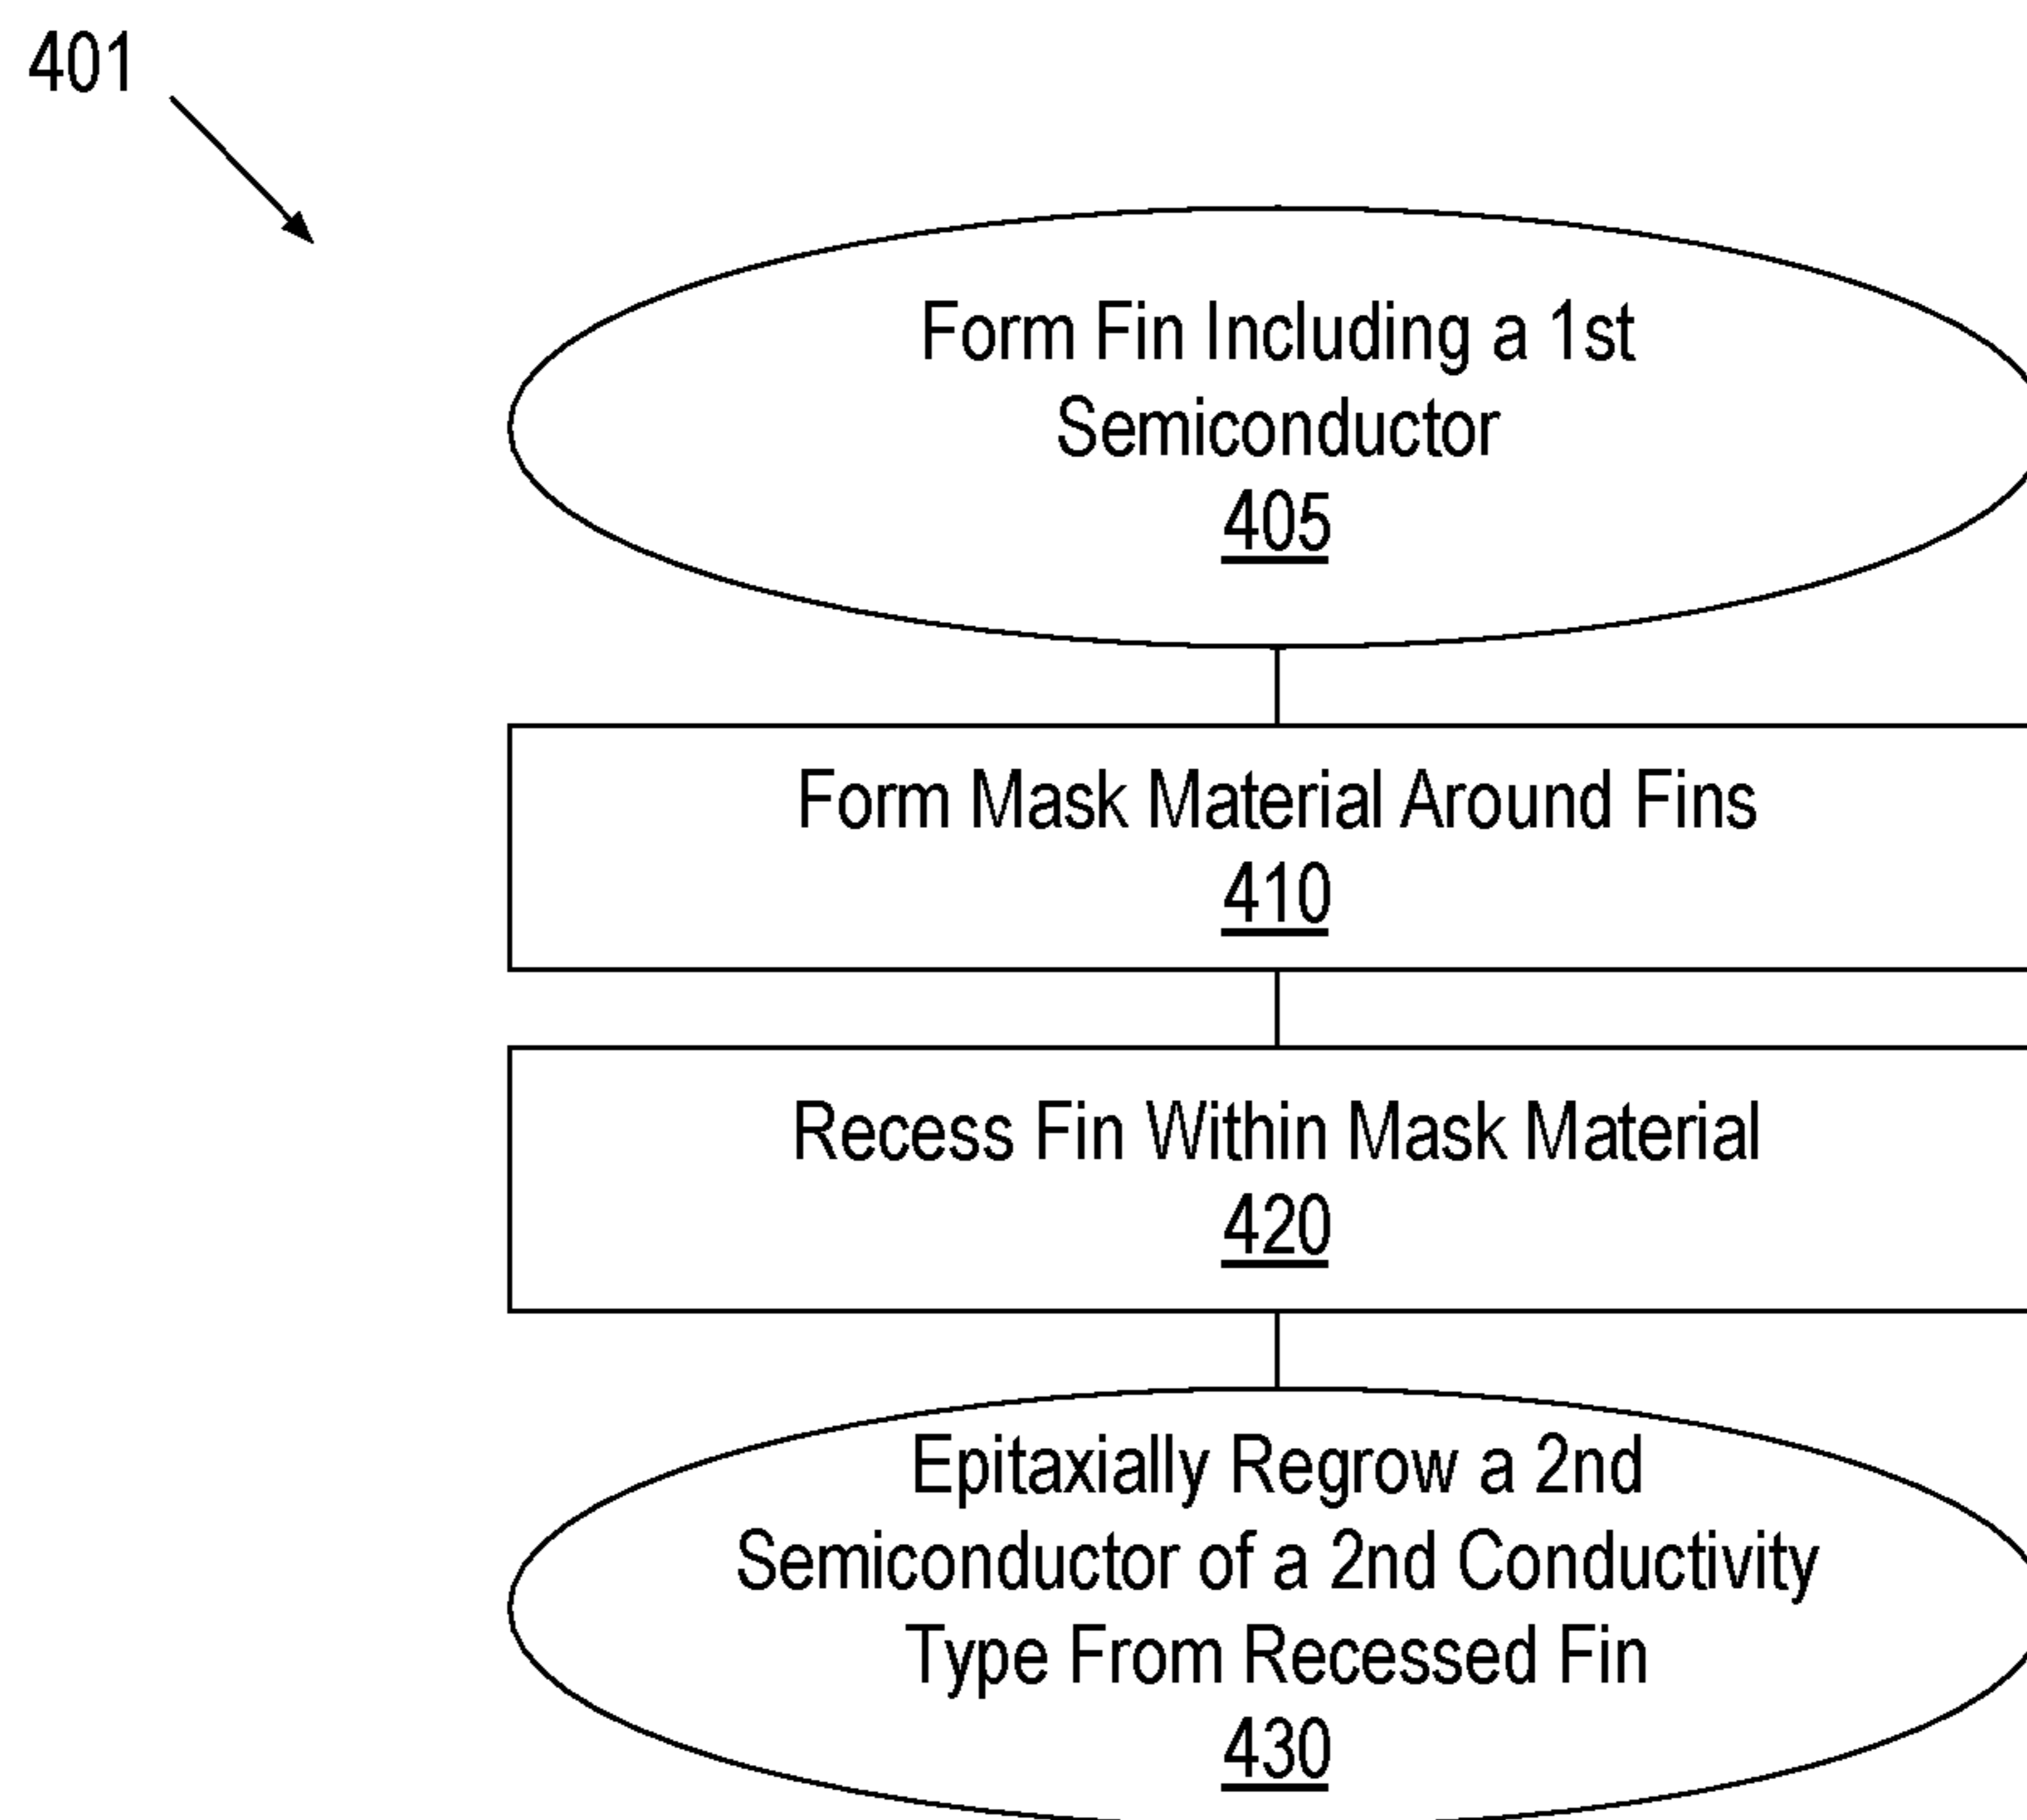 401
Form Fin Including a 1st
Semiconductor
405
Form Mask Material Around Fins
410
Recess Fin Within Mask Material
420
Epitaxially Regrow a 2nd
Semiconductor of a 2nd Conductivity
Type From Recessed Fin
430